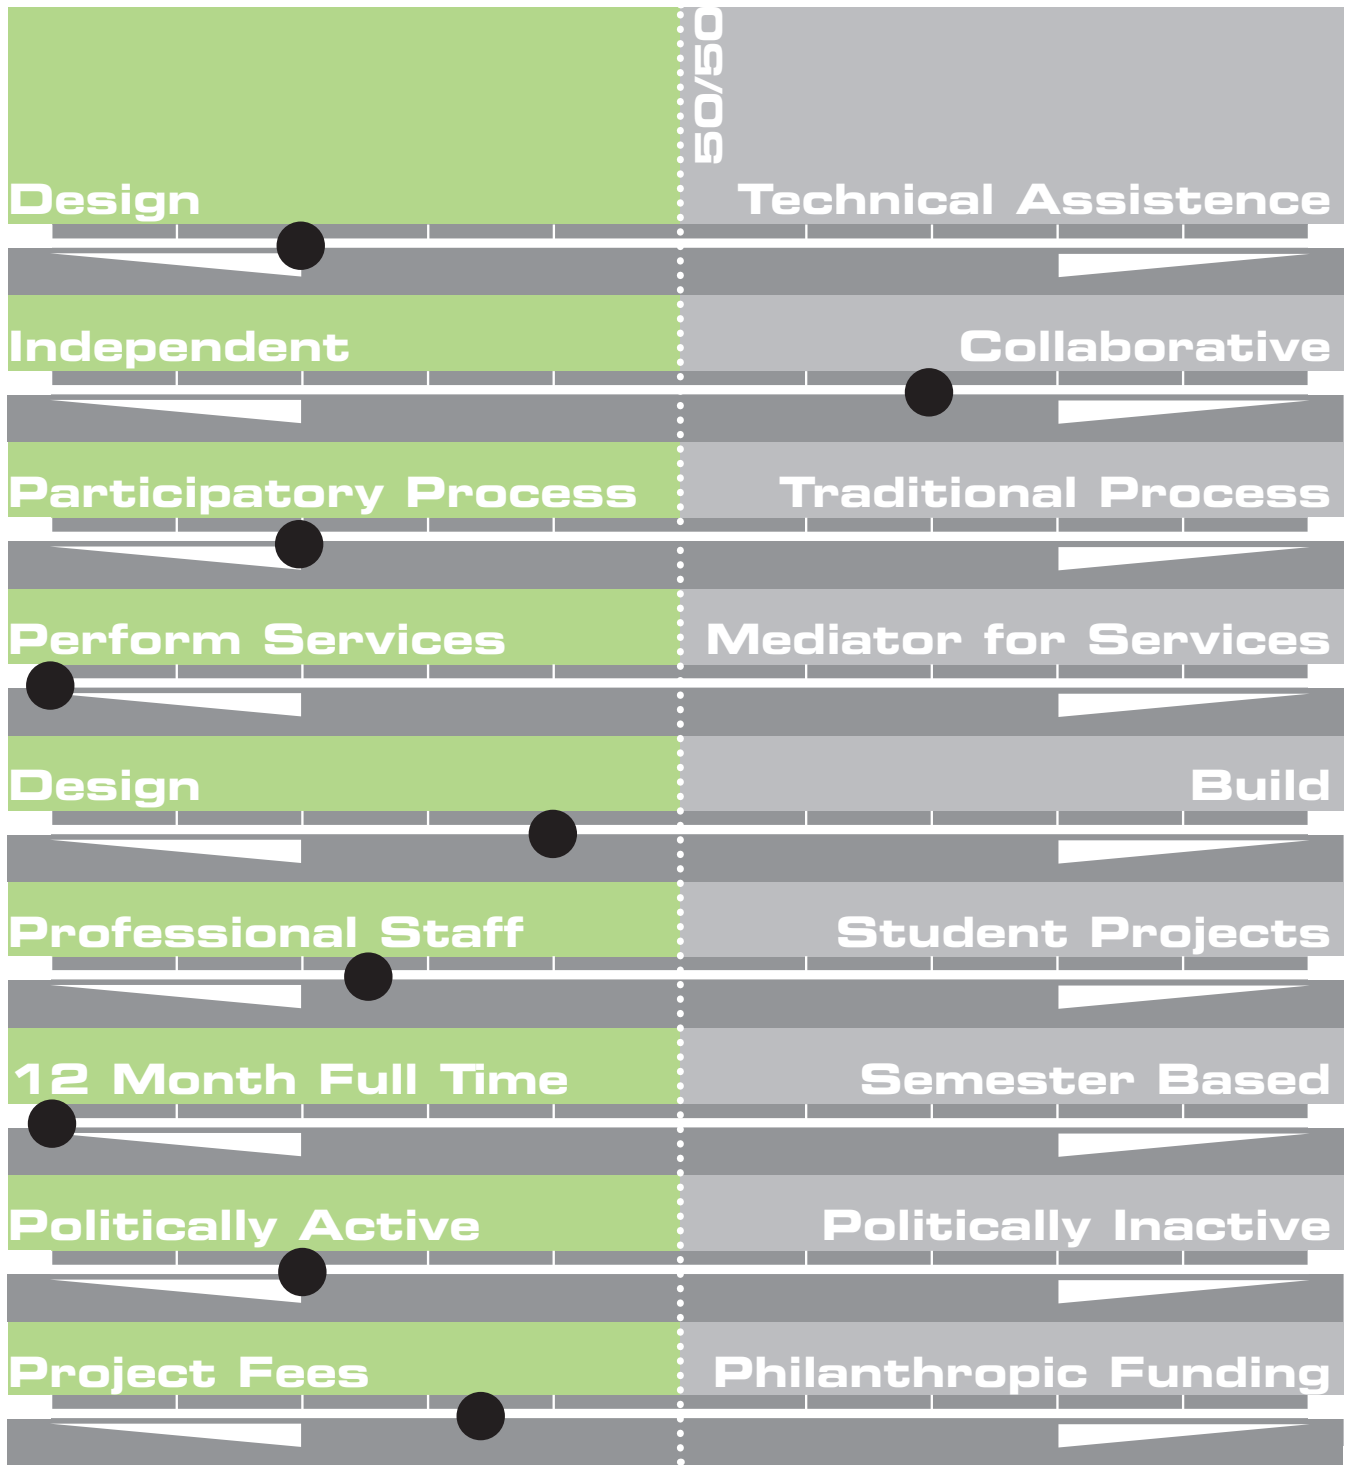 50/50
Design Technical Assistence
Independent Collaborative
Participatory Process Traditional Process
Perform Services Mediator for Services
Design Build
Professional Staff Student Projects
12 Month Full Time Semester Based
Politically Active Politically Inactive
Project Fees Philanthropic Funding